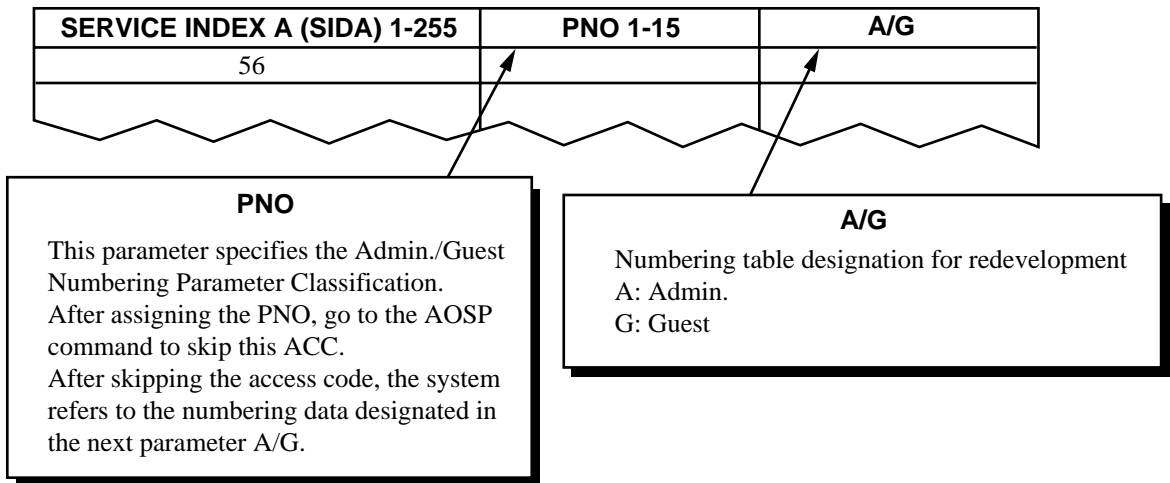 SERVICE INDEX A (SIDA) 1-255 PNO 1-15 A/G
56
PNO
This parameter specifies the Admin./Guest
Numbering Parameter Classification.
After assigning the PNO, go to the AOSP
command to skip this ACC.
After skipping the access code, the system
refers to the numbering data designated in
the next parameter A/G.
A/G
Numbering table designation for redevelopment
A: Admin.
G: Guest